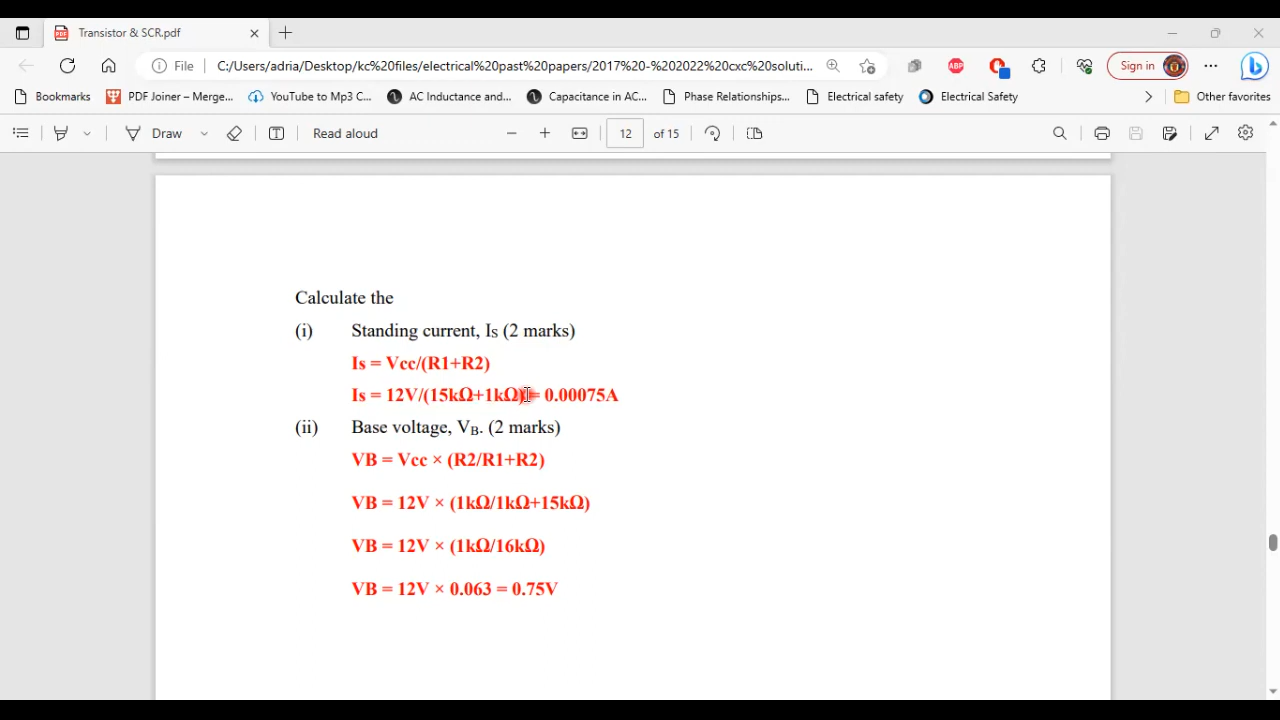 Transistor & SCR.pdf
File
C:/Users/adria/Desktop/kc%20files/electrical%20past%20papers/2017%20-%202022%20cxc%20soluti...
Sign in
Bookmarks
PDF Joiner – Merge...
YouTube to Mp3 C...
AC Inductance and...
Capacitance in AC...
Phase Relationships...
Electrical safety
Electrical Safety
Other favorites
Draw
Read aloud
12
of 15
Calculate the
(i) Standing current, IS (2 marks)
Is = Vcc/(R1+R2)
Is = 12V/(15kΩ+1kΩ) = 0.00075A
(ii) Base voltage, VB. (2 marks)
VB = Vcc × (R2/R1+R2)
VB = 12V × (1kΩ/1kΩ+15kΩ)
VB = 12V × (1kΩ/16kΩ)
VB = 12V × 0.063 = 0.75V